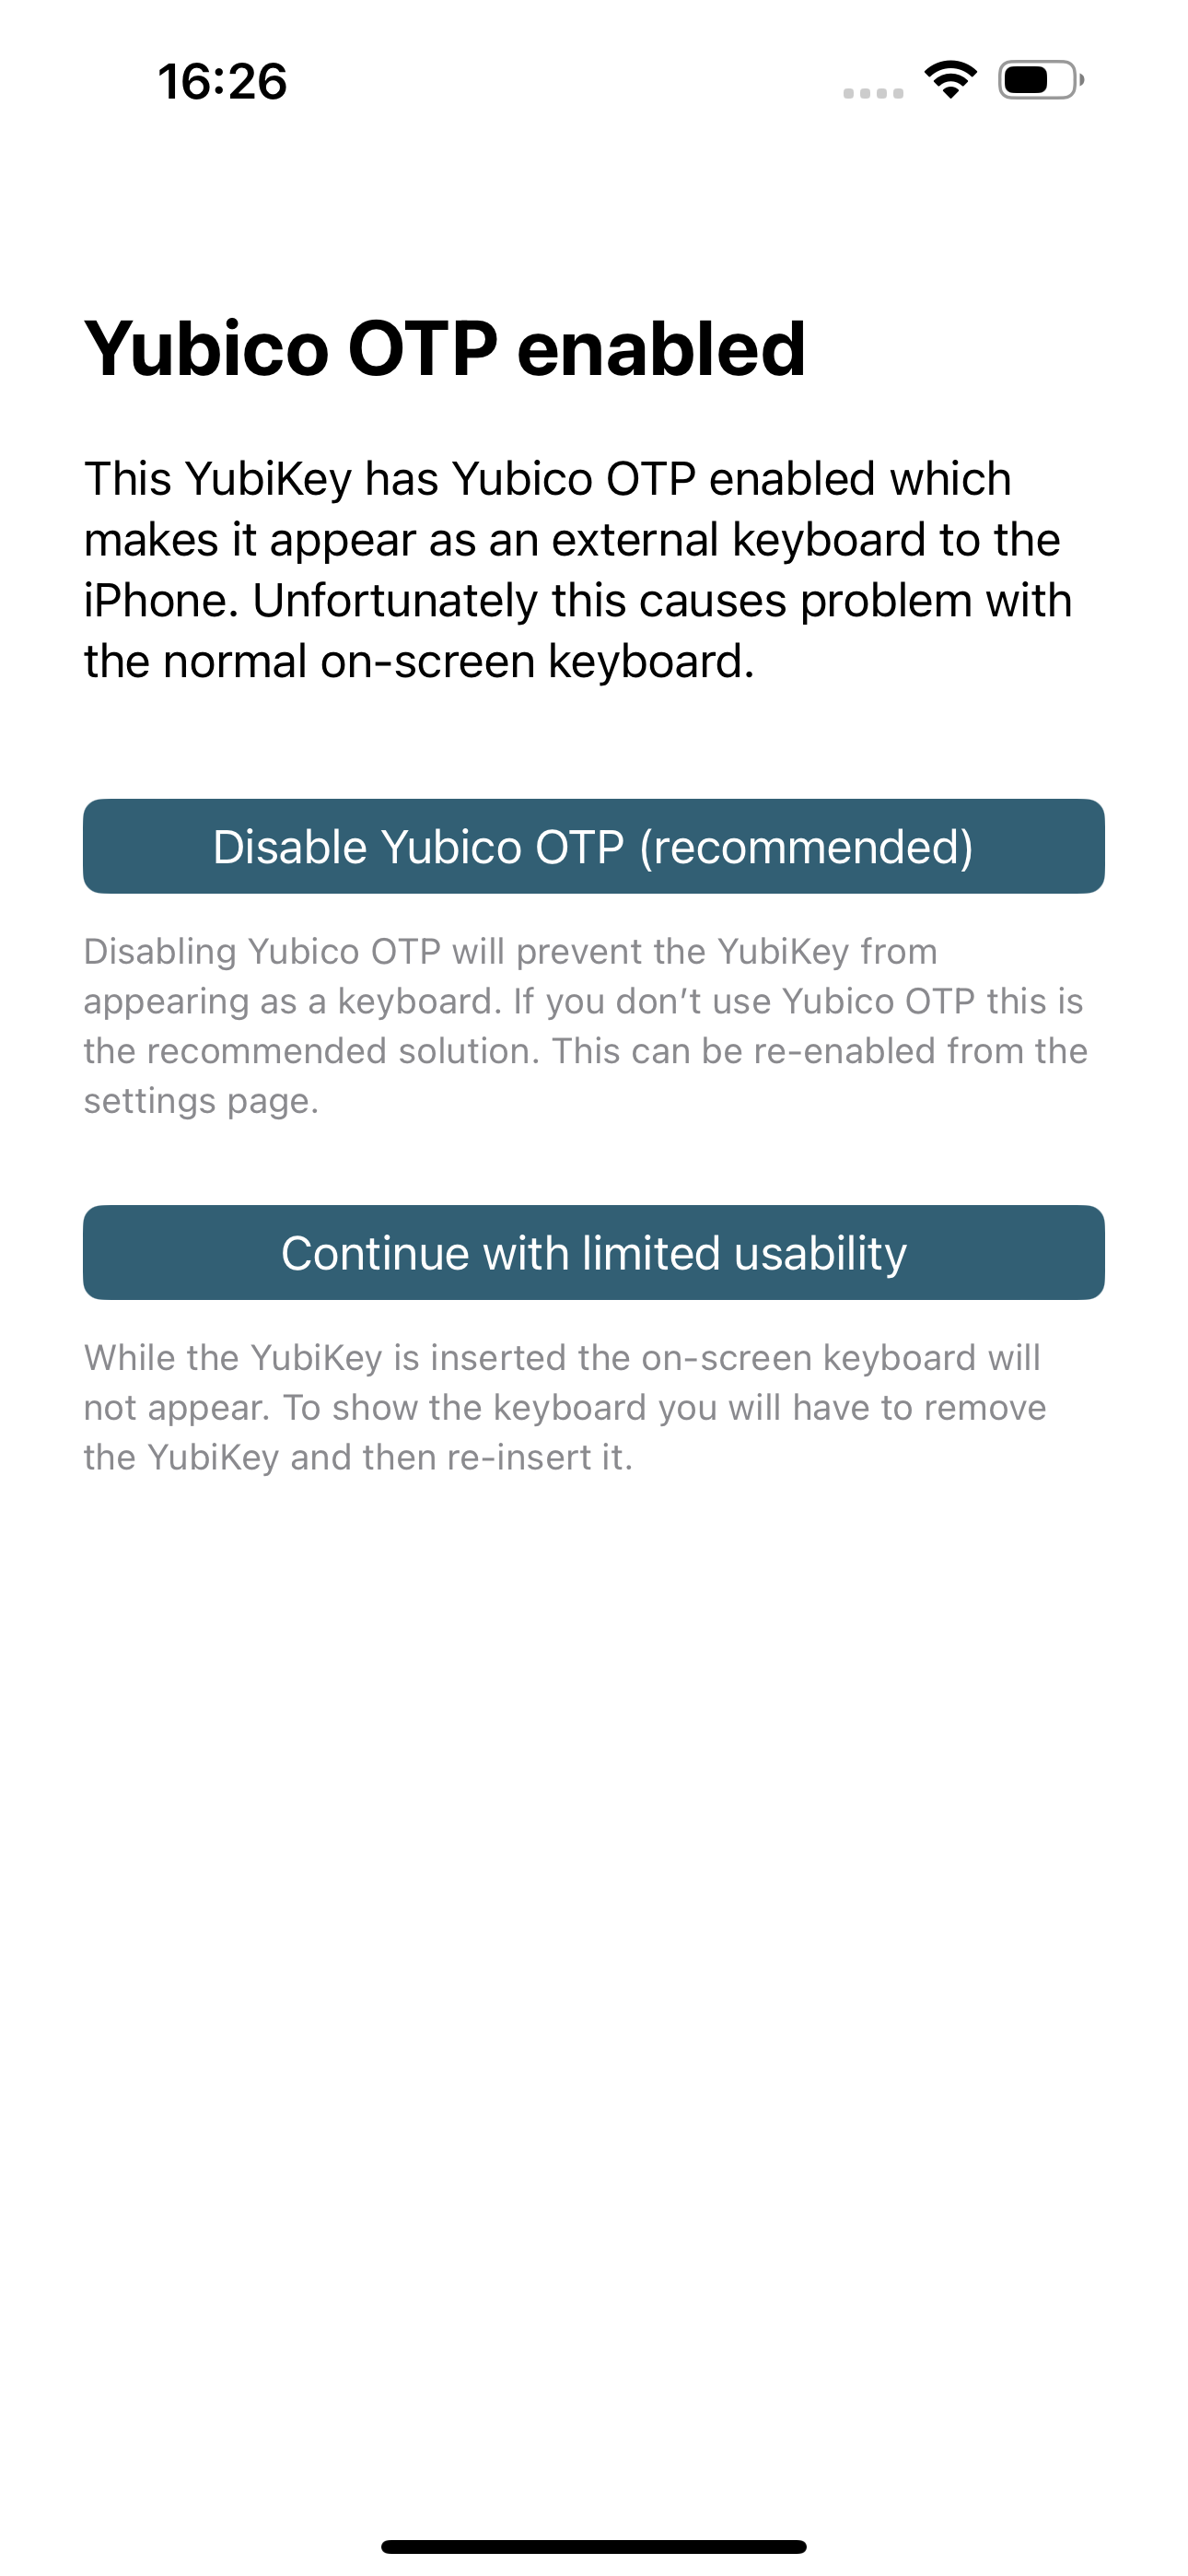 16:26
Yubico OTP enabled
This YubiKey has Yubico OTP enabled which
makes it appear as an external keyboard to the
iPhone. Unfortunately this causes problem with
the normal on-screen keyboard.
Disable Yubico OTP (recommended)
Disabling Yubico OTP will prevent the YubiKey from
appearing as a keyboard. If you don’t use Yubico OTP this is
the recommended solution. This can be re-enabled from the
settings page.
Continue with limited usability
While the YubiKey is inserted the on-screen keyboard will
not appear. To show the keyboard you will have to remove
the YubiKey and then re-insert it.